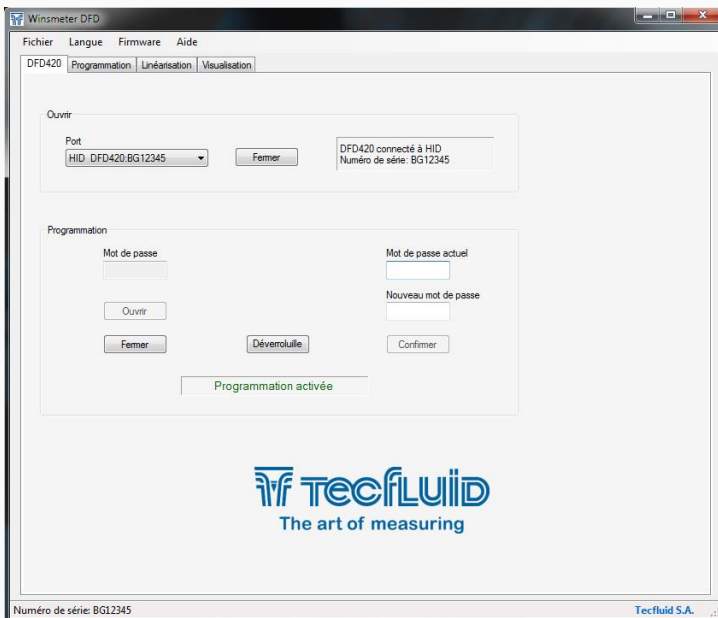 Winsmeter DFD
Fichier Langue Firmware Aide
DFD420 Programmation Linéarisation Visualisation
Ouvrir
Port
HID DFD420:BG12345
Fermer
DFD420 connecté à HID
Numéro de série: BG12345
Programmation
Mot de passe
Mot de passe actuel
Nouveau mot de passe
Ouvrir
Fermer
Déverroluille
Confirmer
Programmation activée
TECFLUID
The art of measuring
Numéro de série: BG12345
Tecfluid S.A.